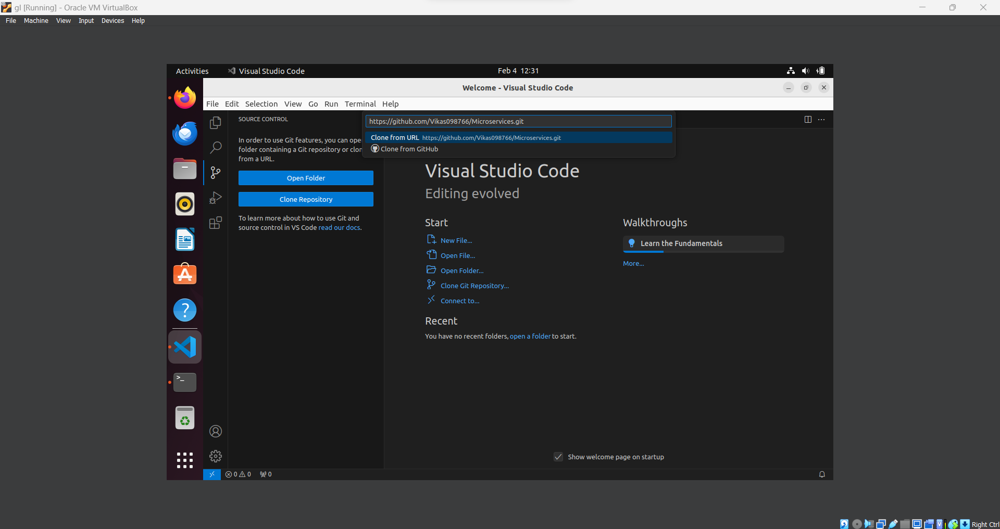 gl [Running] - Oracle VM VirtualBox
File Machine View Input Devices Help
Activities Visual Studio Code Feb 4 12:31
Welcome - Visual Studio Code
File Edit Selection View Go Run Terminal Help
SOURCE CONTROL
https://github.com/Vikas098766/Microservices.git
Clone from URL https://github.com/Vikas098766/Microservices.git
Clone from GitHub
In order to use Git features, you can ope
folder containing a Git repository or clon
from a URL.
Open Folder
Clone Repository
To learn more about how to use Git and
source control in VS Code read our docs.
Visual Studio Code
Editing evolved
Start
New File...
Open File...
Open Folder...
Clone Git Repository...
Connect to...
Recent
You have no recent folders, open a folder to start.
Walkthroughs
Learn the Fundamentals
More...
Show welcome page on startup
0 0 0
Right Ctrl